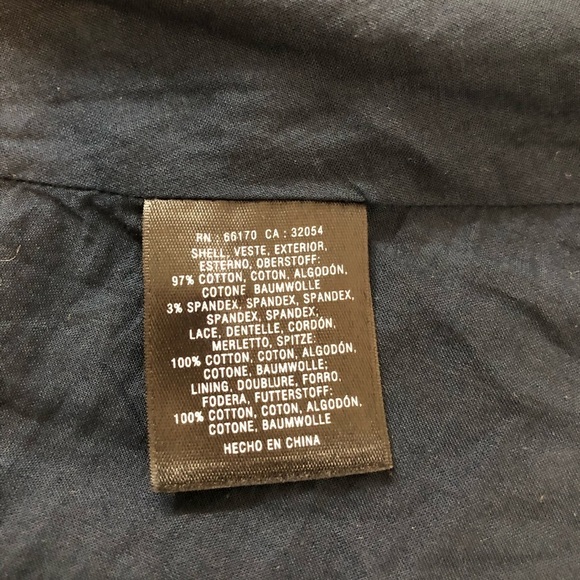 RN : 66170 CA : 32054
SHELL, VESTE, EXTERIOR,
ESTERNO, OBERSTOFF:
97% COTTON, COTON, ALGODÓN,
COTONE BAUMWOLLE
3% SPANDEX, SPANDEX, SPANDEX,
SPANDEX, SPANDEX;
LACE, DENTELLE, CORDÓN,
MERLETTO, SPITZE:
100% COTTON, COTON, ALGODÓN,
COTONE, BAUMWOLLE;
LINING, DOUBLURE, FORRO.
FODERA, FUTTERSTOFF:
100% COTTON, COTON, ALGODÓN,
COTONE, BAUMWOLLE
HECHO EN CHINA